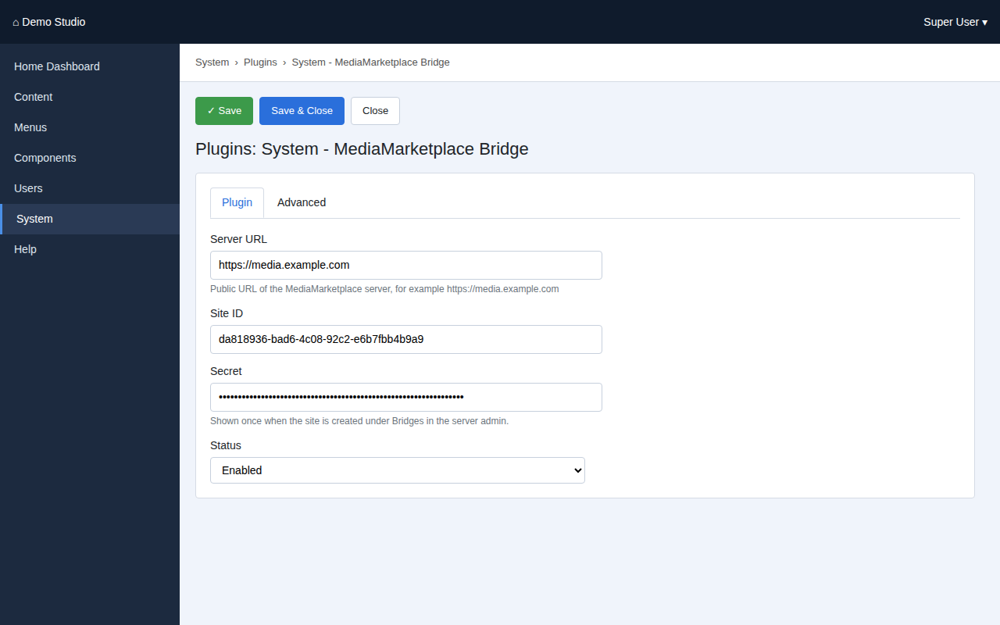 ⌂ Demo Studio
Super User ▾
Home Dashboard
Content
Menus
Components
Users
System
Help
System › Plugins › System - MediaMarketplace Bridge
✓ Save
Save & Close
Close
Plugins: System - MediaMarketplace Bridge
Plugin
Advanced
Server URL
https://media.example.com
Public URL of the MediaMarketplace server, for example https://media.example.com
Site ID
da818936-bad6-4c08-92c2-e6b7fbb4b9a9
Secret
••••••••••••••••••••••••••••••••••••••••••••••••••••••••••••••••
Shown once when the site is created under Bridges in the server admin.
Status
Enabled